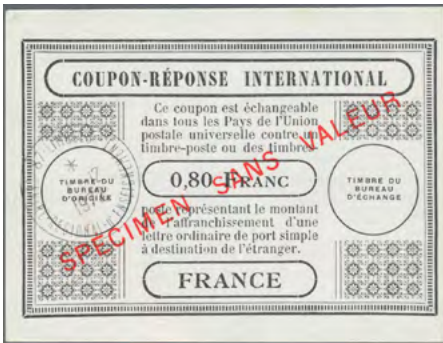 COUPON-RÉPONSE INTERNATIONAL
Ce coupon est échangeable
dans tous les Pays de l'Union
postale universelle contre un
timbre-poste ou des timbres-
TIMBRE DU
BUREAU
D'ORIGINE
0,80 FRANC
TIMBRE DU
BUREAU
D'ÉCHANGE
poste représentant le montant
de l'affranchissement d'une
lettre ordinaire de port simple
à destination de l'étranger.
FRANCE
SPECIMEN SANS VALEUR